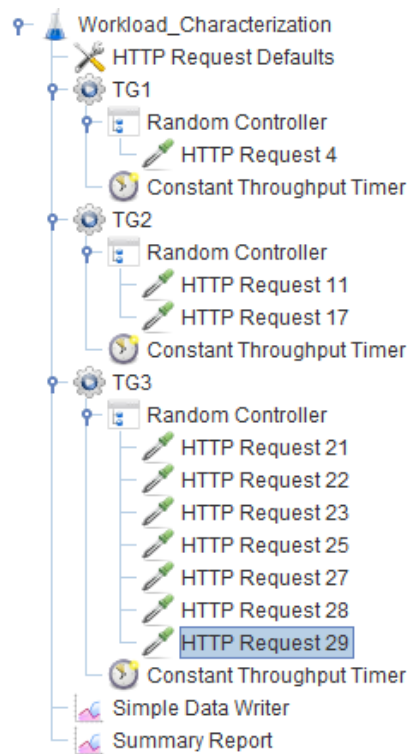 Workload_Characterization
HTTP Request Defaults
TG1
Random Controller
HTTP Request 4
Constant Throughput Timer
TG2
Random Controller
HTTP Request 11
HTTP Request 17
Constant Throughput Timer
TG3
Random Controller
HTTP Request 21
HTTP Request 22
HTTP Request 23
HTTP Request 25
HTTP Request 27
HTTP Request 28
HTTP Request 29
Constant Throughput Timer
Simple Data Writer
Summary Report